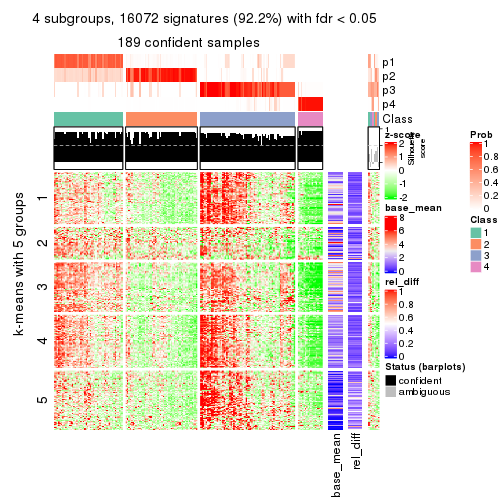 4 subgroups, 16072 signatures (92.2%) with fdr < 0.05
189 confident samples
p1
p2
p3
p4
Class
1
Silhouette
score
k-means with 5 groups
1
2
3
4
5
base_mean
rel_diff
z-score
2
1
0
-1
-2
base_mean
8
6
4
2
0
rel_diff
1
0.8
0.6
0.4
0.2
0
Status (barplots)
confident
ambiguous
Prob
1
0.8
0.6
0.4
0.2
0
Class
1
2
3
4